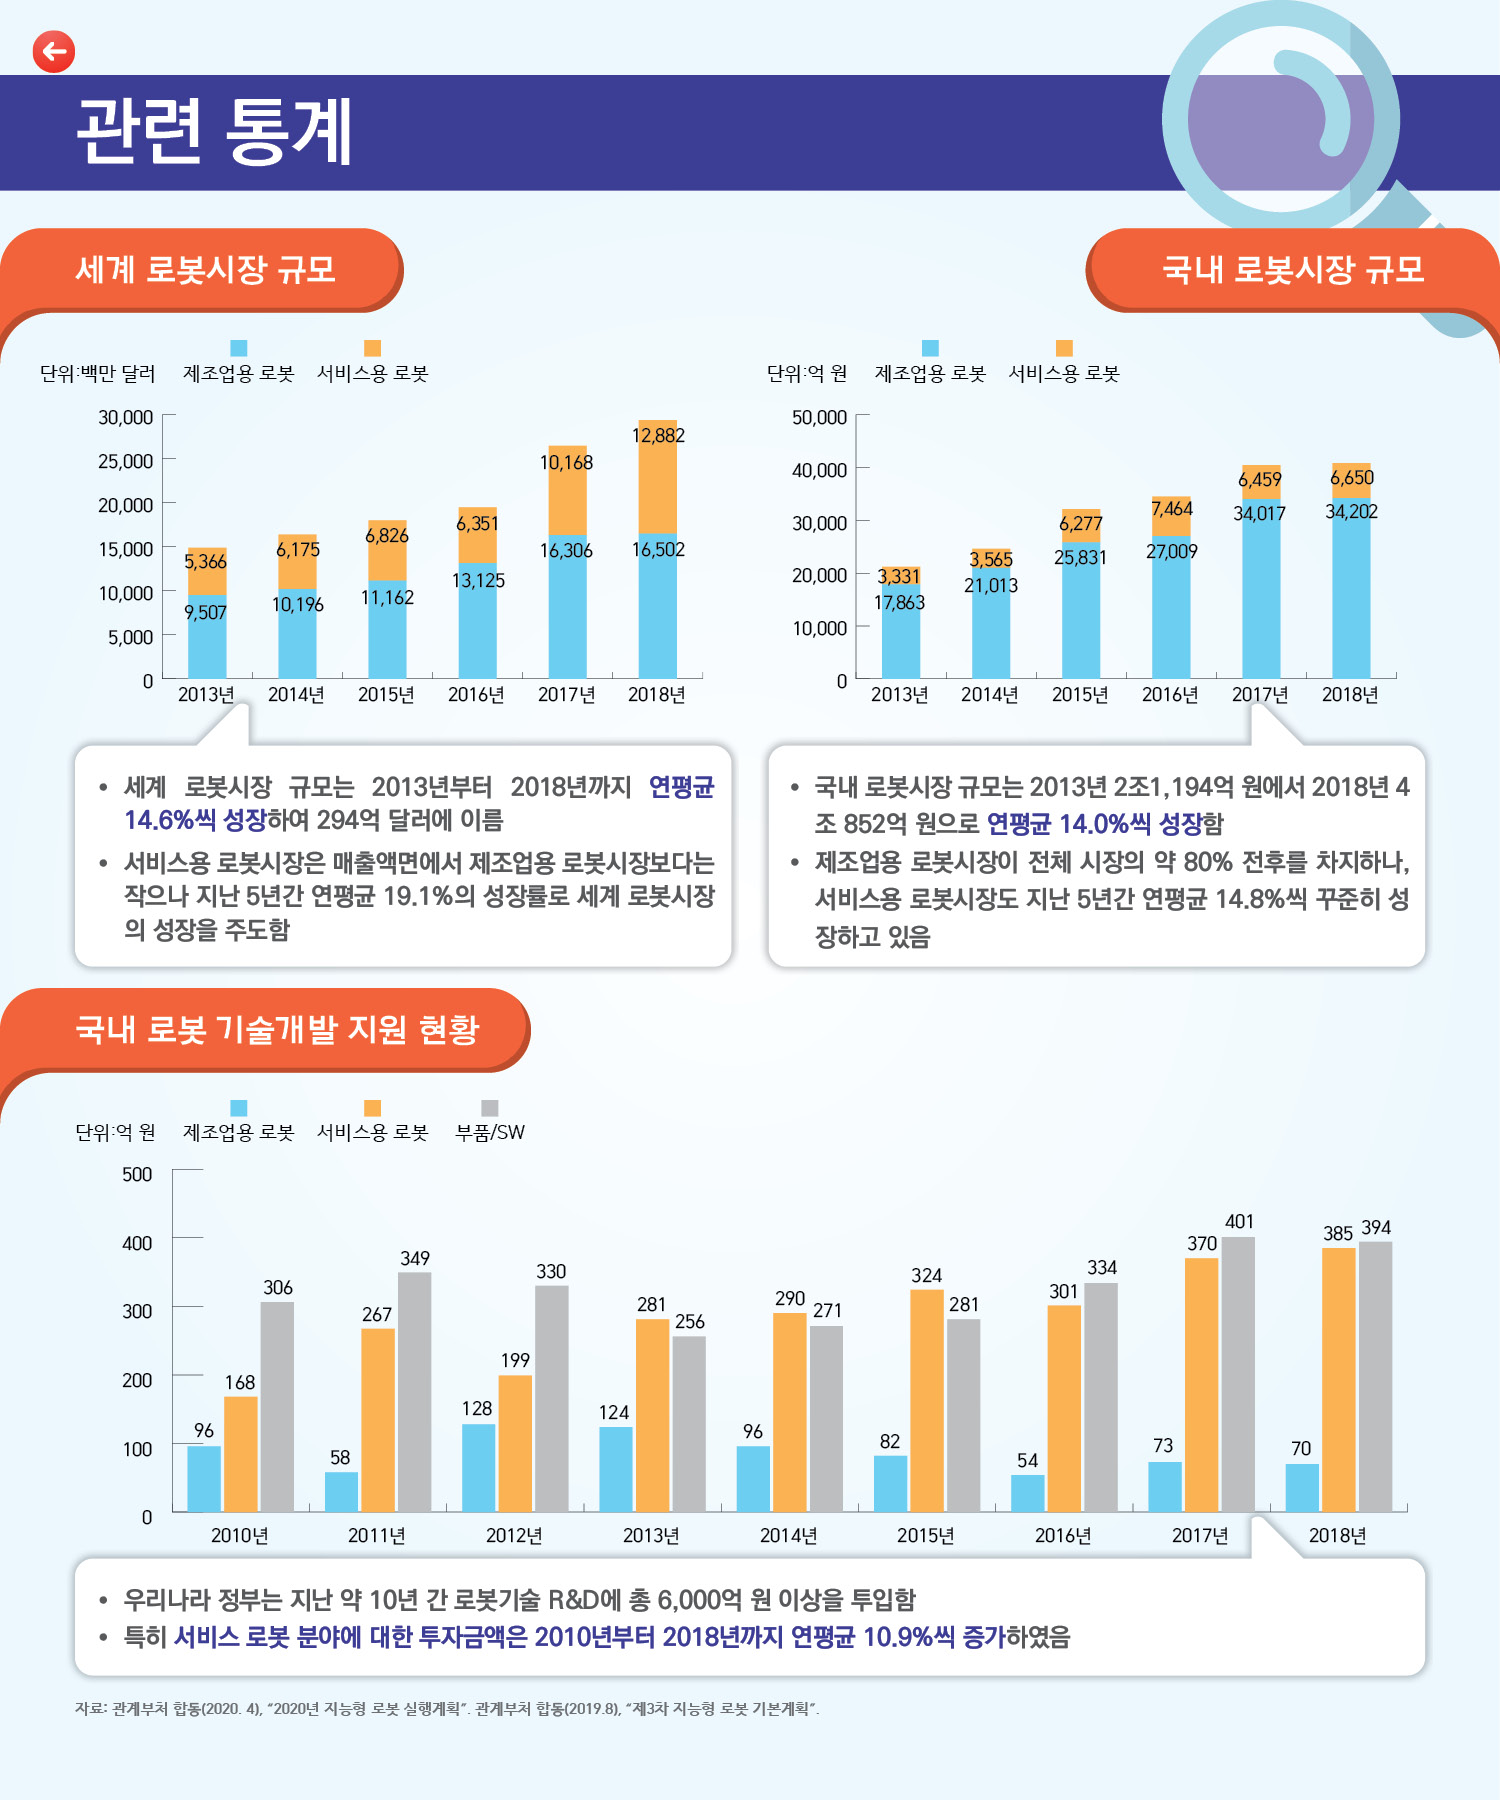 관련 통계
세계 로봇시장 규모
국내 로봇시장 규모
단위:백만 달러 제조업용 로봇 서비스용 로봇
30,000
25,000
20,000
15,000
10,000
5,000
0
5,366
9,507
6,175
10,196
6,826
11,162
6,351
13,125
10,168
16,306
12,882
16,502
2013년 2014년 2015년 2016년 2017년 2018년
단위:억 원 제조업용 로봇 서비스용 로봇
50,000
40,000
30,000
20,000
10,000
0
3,331
17,863
3,565
21,013
6,277
25,831
7,464
27,009
6,459
34,017
6,650
34,202
2013년 2014년 2015년 2016년 2017년 2018년
• 세계 로봇시장 규모는 2013년부터 2018년까지 연평균
14.6%씩 성장하여 294억 달러에 이름
• 서비스용 로봇시장은 매출액면에서 제조업용 로봇시장보다는
작으나 지난 5년간 연평균 19.1%의 성장률로 세계 로봇시장
의 성장을 주도함
• 국내 로봇시장 규모는 2013년 2조1,194억 원에서 2018년 4
조 852억 원으로 연평균 14.0%씩 성장함
• 제조업용 로봇시장이 전체 시장의 약 80% 전후를 차지하나,
서비스용 로봇시장도 지난 5년간 연평균 14.8%씩 꾸준히 성
장하고 있음
국내 로봇 기술개발 지원 현황
단위:억 원 제조업용 로봇 서비스용 로봇 부품/SW
500
400
300
200
100
0
96 168 306
58 267 349
128 199 330
124 281 256
96 290 271
82 324 281
54 301 334
73 370 401
70 385 394
2010년 2011년 2012년 2013년 2014년 2015년 2016년 2017년 2018년
• 우리나라 정부는 지난 약 10년 간 로봇기술 R&D에 총 6,000억 원 이상을 투입함
• 특히 서비스 로봇 분야에 대한 투자금액은 2010년부터 2018년까지 연평균 10.9%씩 증가하였음
자료: 관계부처 합동(2020. 4), “2020년 지능형 로봇 실행계획”. 관계부처 합동(2019.8), “제3차 지능형 로봇 기본계획”.